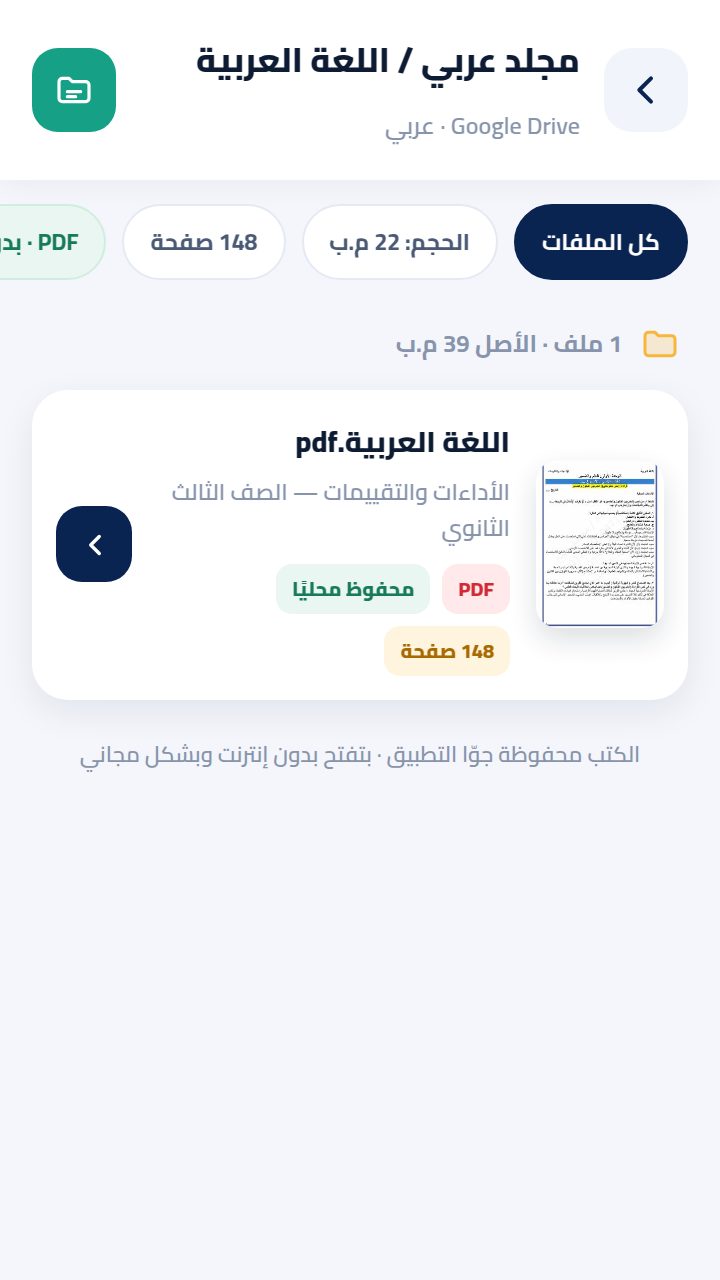 مجلد عربي / اللغة العربية
Google Drive · عربي
كل الملفات
الحجم: 22 م.ب
148 صفحة
PDF · بدو
1 ملف · الأصل 39 م.ب
اللغة العربية.pdf
الأداءات والتقييمات — الصف الثالث
الثانوي
PDF
محفوظ محليًا
148 صفحة
الكتب محفوظة جوّا التطبيق · بتفتح بدون إنترنت وبشكل مجاني